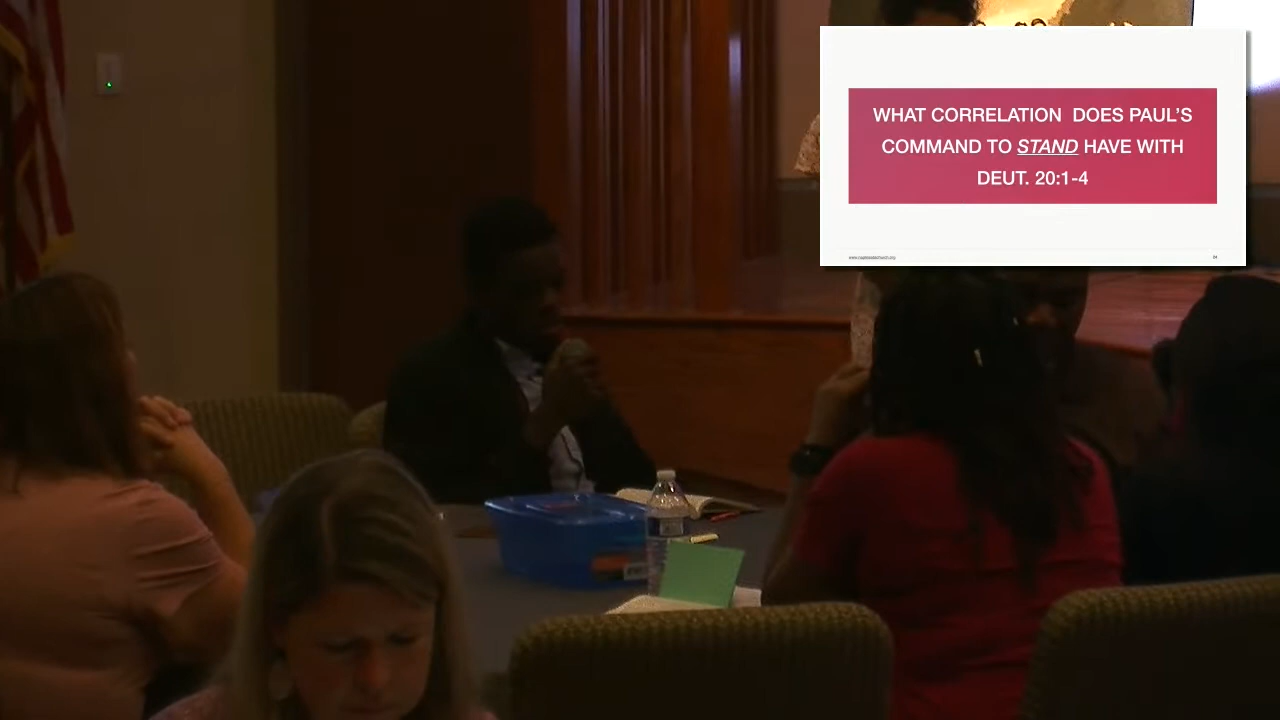 WHAT CORRELATION DOES PAUL'S
COMMAND TO STAND HAVE WITH
DEUT. 20:1-4